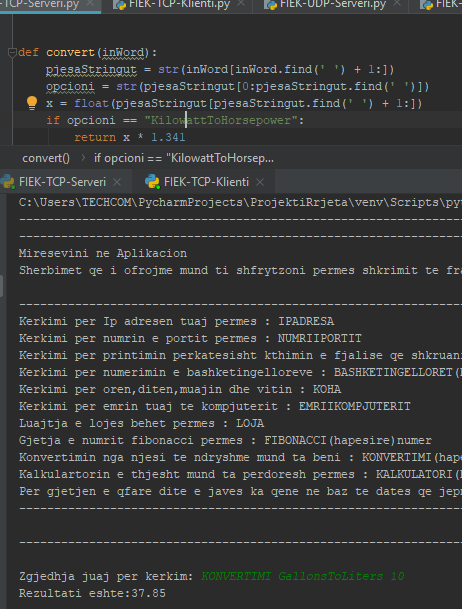 -TCP-Serveri.py FIEK-TCP-Klienti.py FIEK-UDP-Serveri.py FIEK
def convert(inWord):
pjesaStringut = str(inWord[inWord.find(' ') + 1:])
opcioni = str(pjesaStringut[0:pjesaStringut.find(' ')])
x = float(pjesaStringut[pjesaStringut.find(' ') + 1:])
if opcioni == "KilowattToHorsepower":
return x * 1.341
convert() if opcioni == "KilowattToHorsep...
FIEK-TCP-Serveri FIEK-TCP-Klienti
C:\Users\TECHCOM\PycharmProjects\ProjektiRrjeta\venv\Scripts\pyt
Miresevini ne Aplikacion
Sherbimet qe i ofrojme mund ti shfrytzoni permes shkrimit te fra
Kerkimi per Ip adresen tuaj permes : IPADRESA
Kerkimi per numrin e portit permes : NUMRIIPORTIT
Kerkimi per printimin perkatesisht kthimin e fjalise qe shkruani
Kerkimi per numerimin e bashketingelloreve : BASHKETINGELLORET(
Kerkimi per oren,diten,muajin dhe vitin : KOHA
Kerkimi per emrin tuaj te kompjuterit : EMRIIKOMPJUTERIT
Luajtja e lojes behet permes : LOJA
Gjetja e numrit fibonacci permes : FIBONACCI(hapesire)numer
Konvertimin nga njesi te ndryshme mund ta beni : KONVERTIMI(hape
Kalkulartorin e thjesht mund ta perdoresh permes : KALKULATORI(
Per gjetjen e qfare dite e javes ka qene ne baz te dates qe jepn
Zgjedhja juaj per kerkim: KONVERTIMI GallonsToLiters 10
Rezultati eshte:37.85